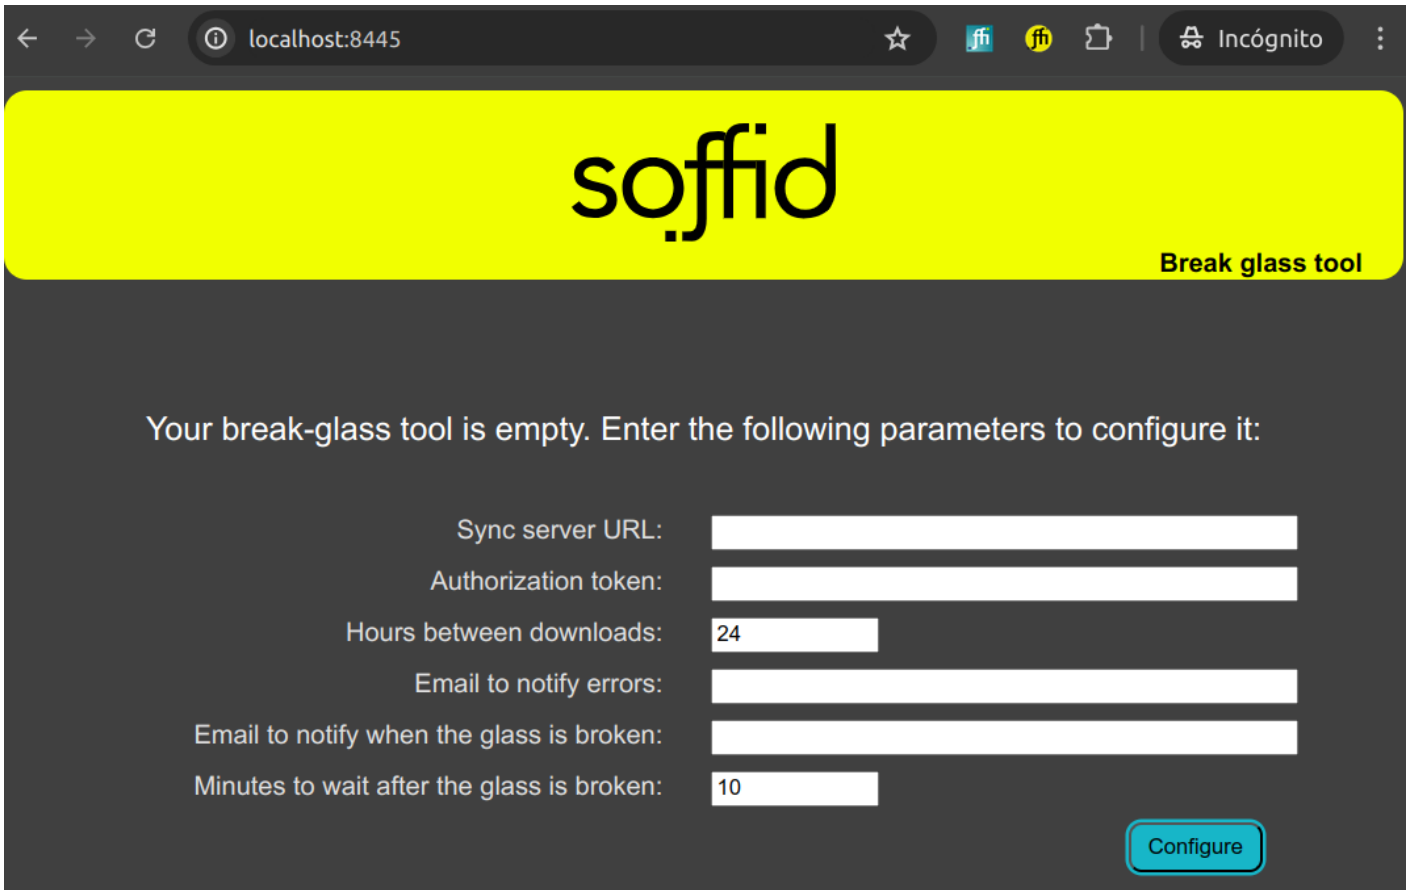 localhost:8445
Incógnito
soffid
Break glass tool
Your break-glass tool is empty. Enter the following parameters to configure it:
Sync server URL:
Authorization token:
Hours between downloads: 24
Email to notify errors:
Email to notify when the glass is broken:
Minutes to wait after the glass is broken: 10
Configure